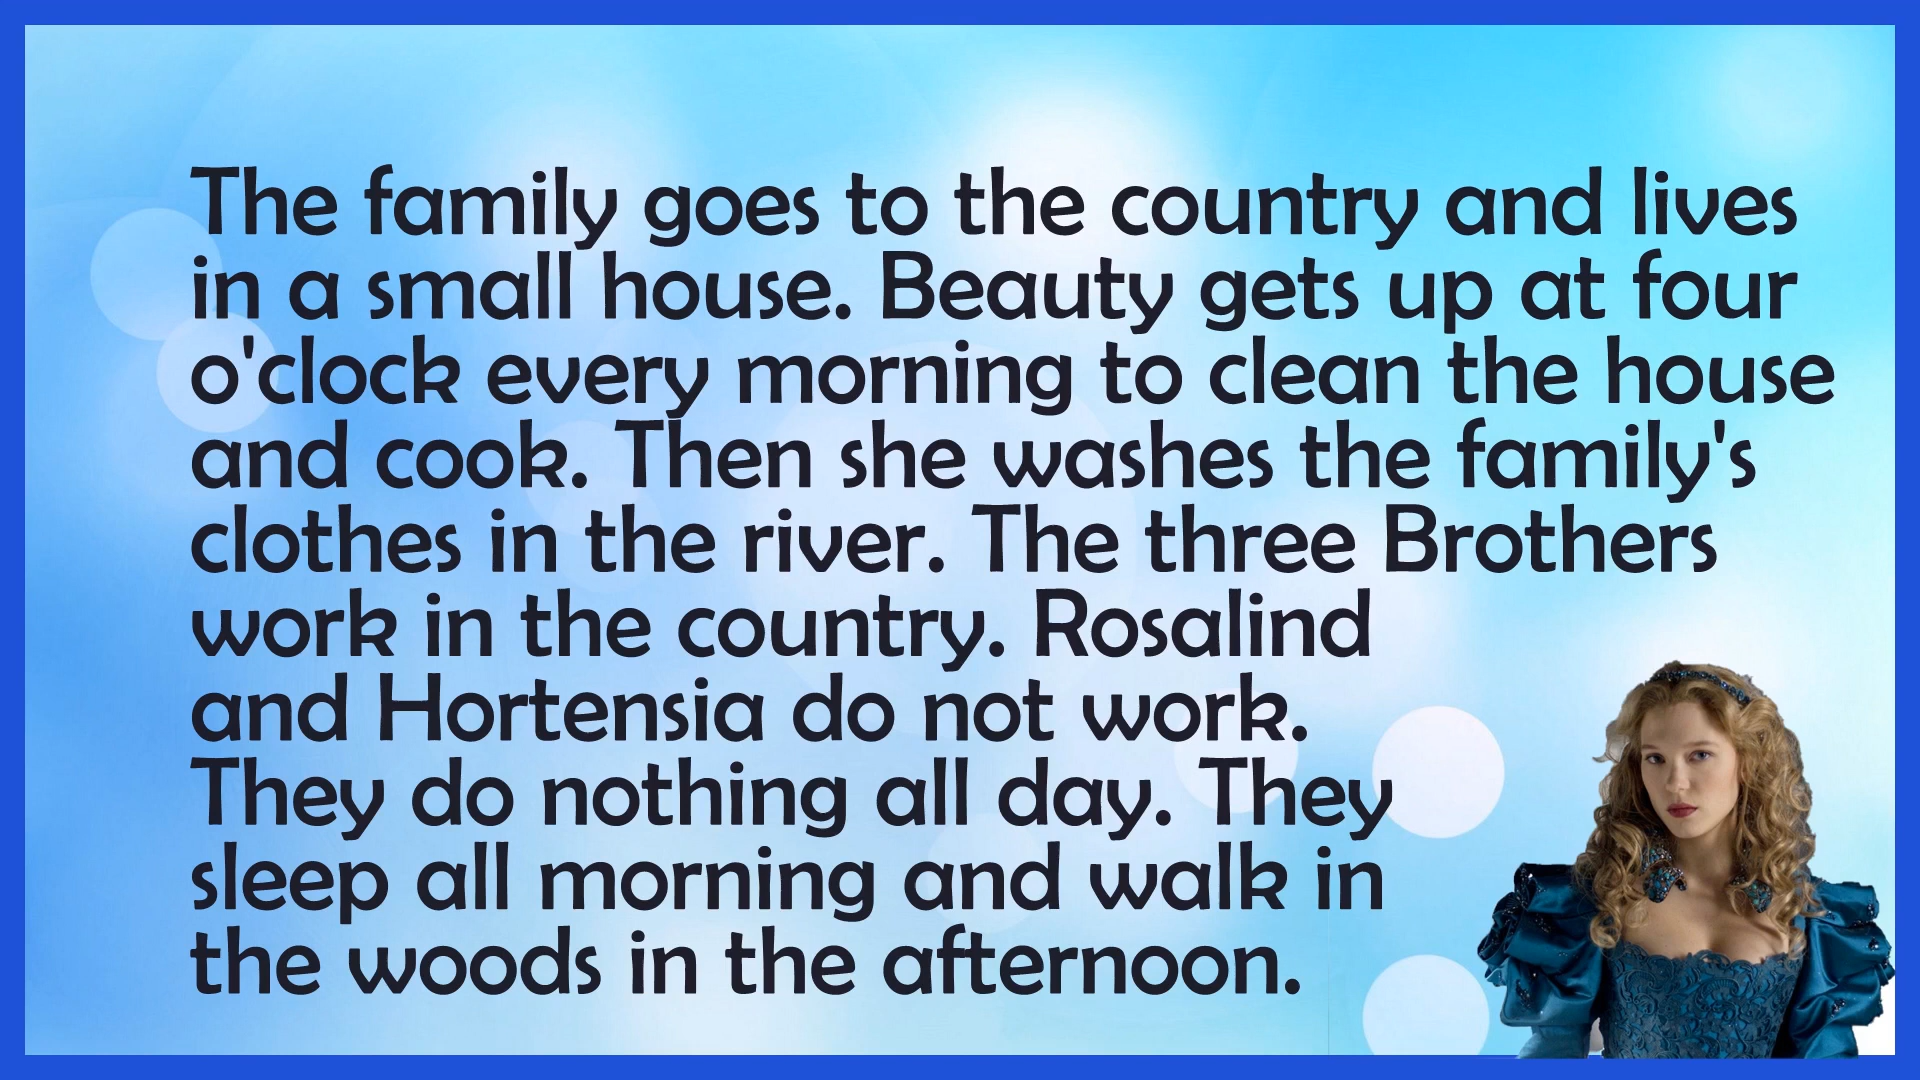 The family goes to the country and lives
in a small house. Beauty gets up at four
o'clock every morning to clean the house
and cook. Then she washes the family's
clothes in the river. The three Brothers
work in the country. Rosalind
and Hortensia do not work.
They do nothing all day. They
sleep all morning and walk in
the woods in the afternoon.